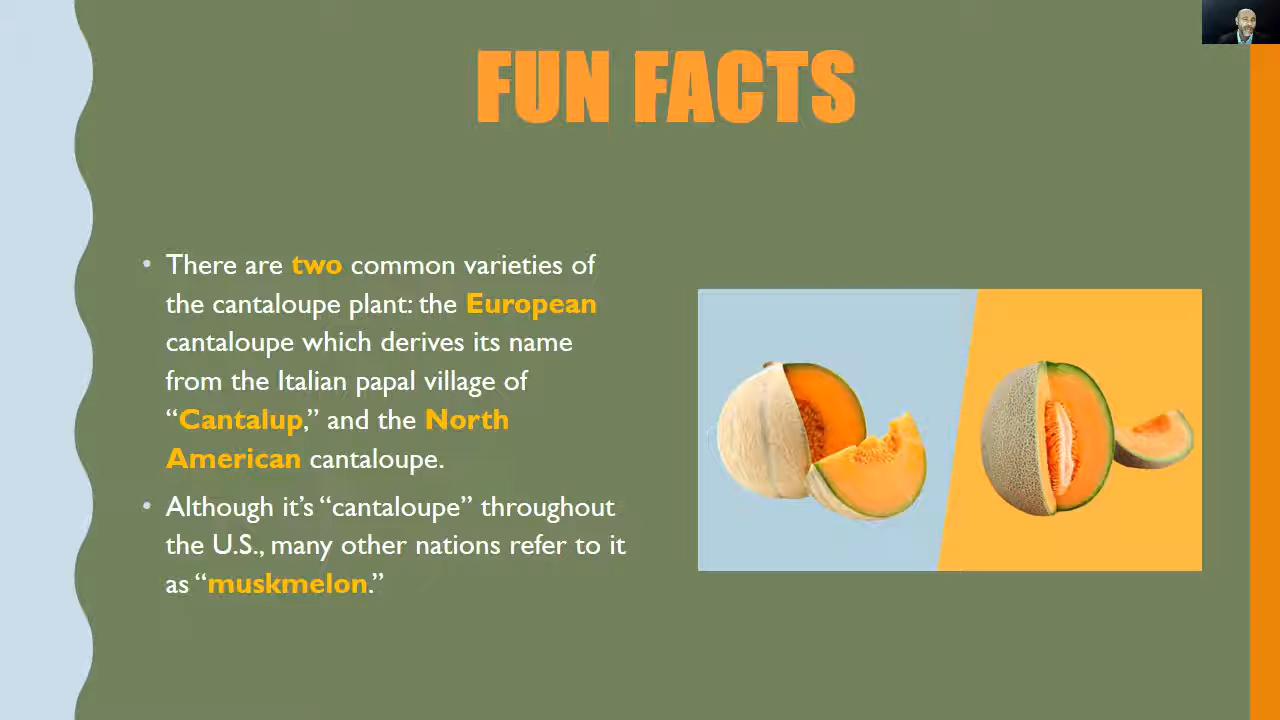 FUN FACTS
• There are two common varieties of
the cantaloupe plant: the European
cantaloupe which derives its name
from the Italian papal village of
“Cantalup,” and the North
American cantaloupe.
• Although it’s “cantaloupe” throughout
the U.S., many other nations refer to it
as “muskmelon.”